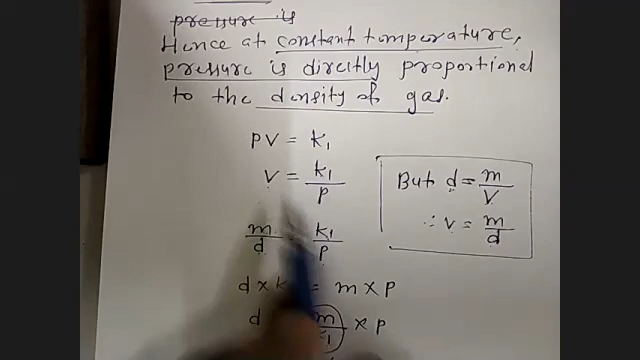 pressure is
Hence at constant temperature,
pressure is directly proportional
to the density of gas.
PV = K₁
V = K₁/P
But d = m/V
∴ V = m/d
m/d = K₁/P
d × K = m × P
d m/K₁ × P